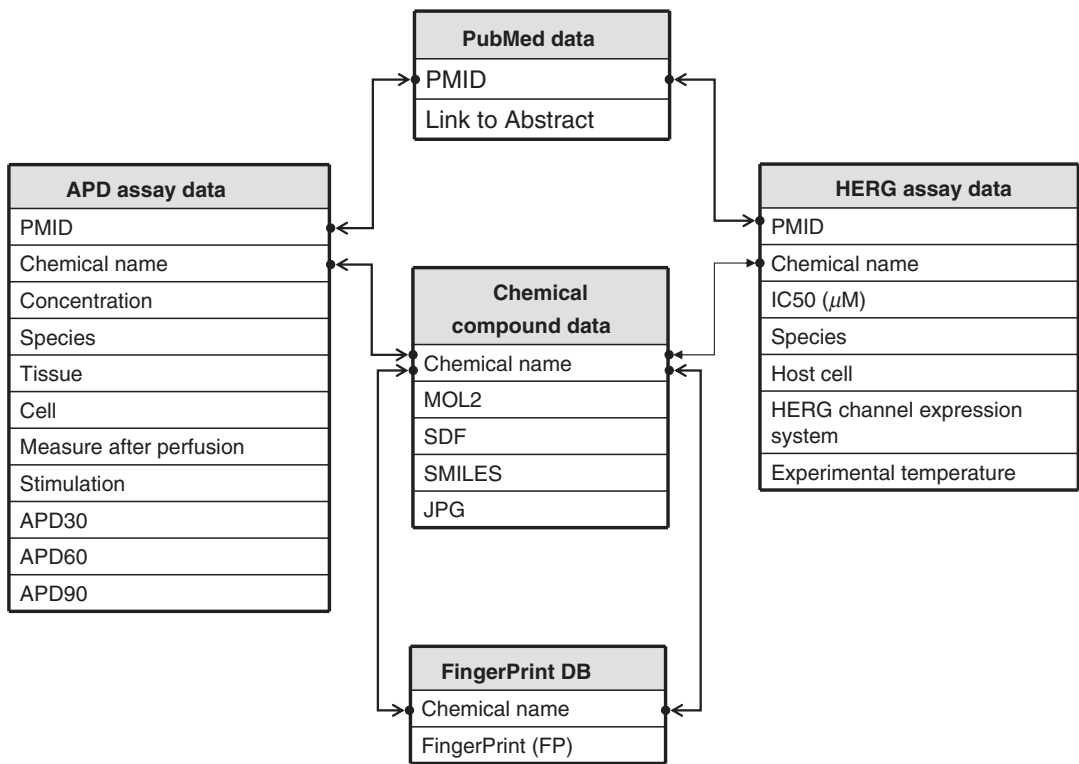 PubMed data
PMID
Link to Abstract
APD assay data
PMID
Chemical name
Concentration
Species
Tissue
Cell
Measure after perfusion
Stimulation
APD30
APD60
APD90
Chemical
compound data
Chemical name
MOL2
SDF
SMILES
JPG
HERG assay data
PMID
Chemical name
IC50 (μM)
Species
Host cell
HERG channel expression
system
Experimental temperature
FingerPrint DB
Chemical name
FingerPrint (FP)